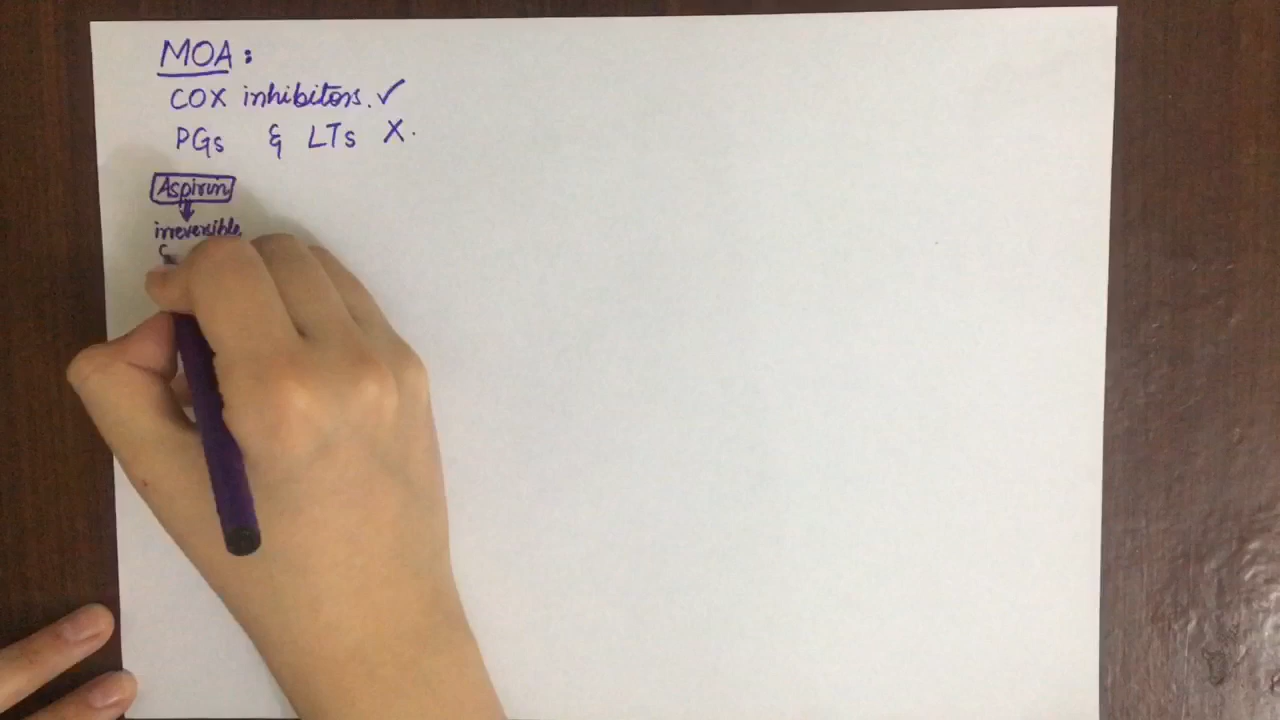 MOA:
COX inhibitors. ✓
PGs & LTs X.
Aspirin
irreversible